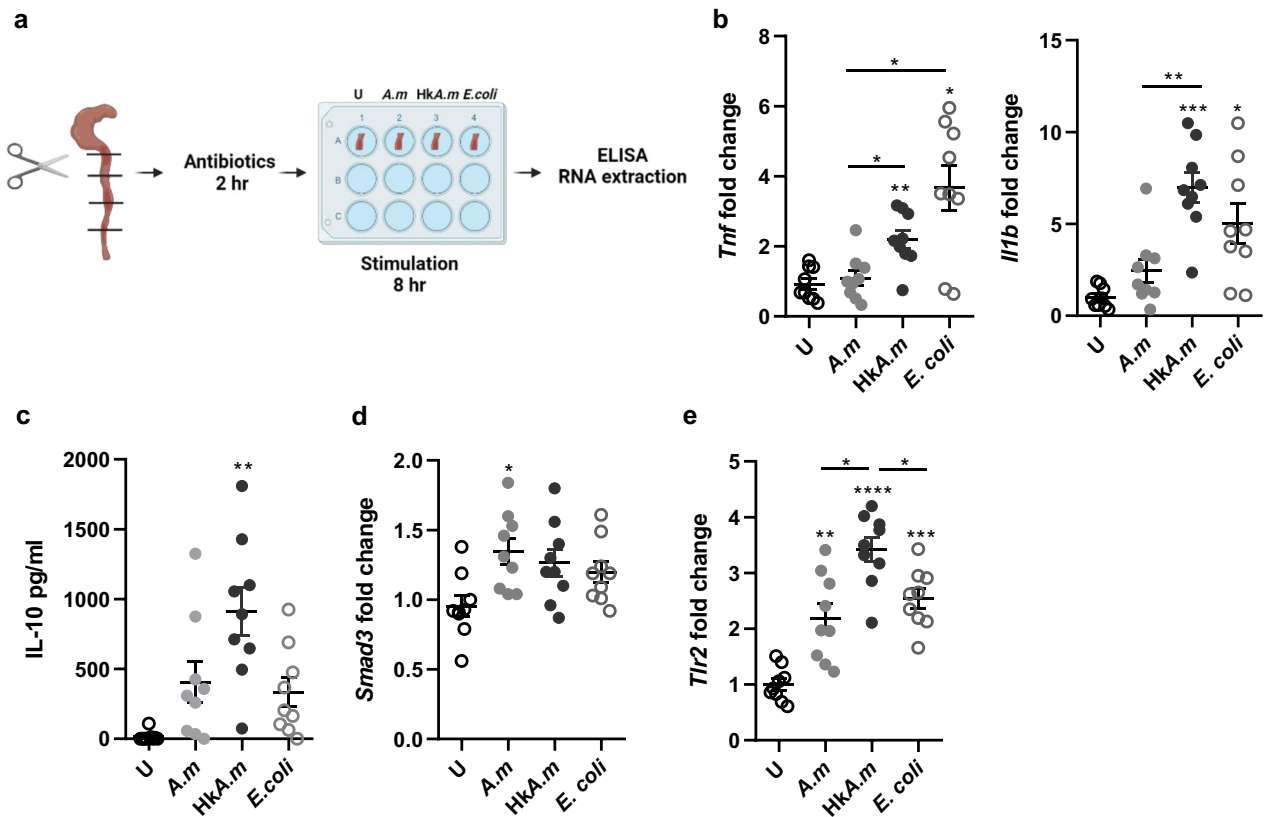 a
U A.m HkA.m E.coli
1 2 3 4
A
B
C
Antibiotics
2 hr
Stimulation
8 hr
ELISA
RNA extraction
b
Tnf fold change
8
6
4
2
0
*
*
**
*
U A.m HkA.m E. coli
Il1b fold change
15
10
5
0
**
***
*
U A.m HkA.m E. coli
c
IL-10 pg/ml
2000
1500
1000
500
0
**
U A.m HkA.m E.coli
d
Smad3 fold change
2.0
1.5
1.0
0.5
0.0
*
U A.m HkA.m E. coli
e
Tlr2 fold change
5
4
3
2
1
0
* *
**
****
***
U A.m HkA.m E. coli